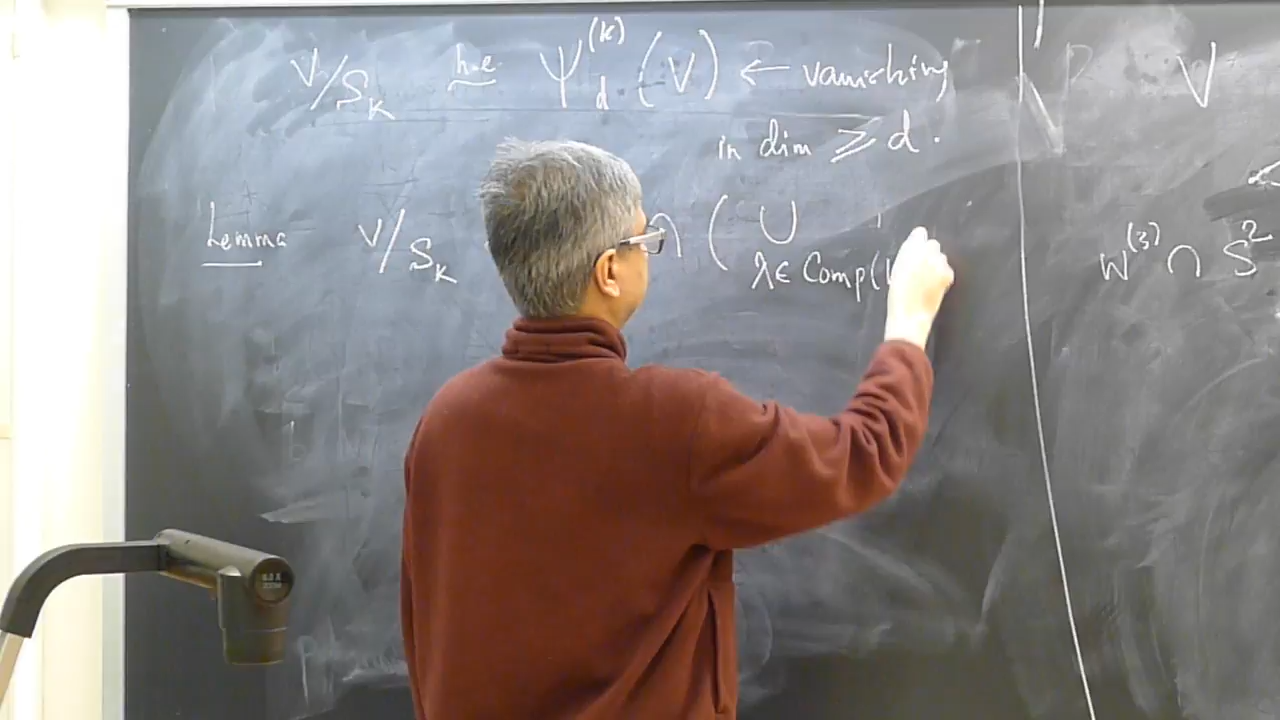 V/S_K h.e Ψ_d^(K) (V) ← vanishing
in dim ⩾ d.
Lemma V/S_K ∩ ( ∪
λ∈ Comp(
V
W^(3) ∩ S^2